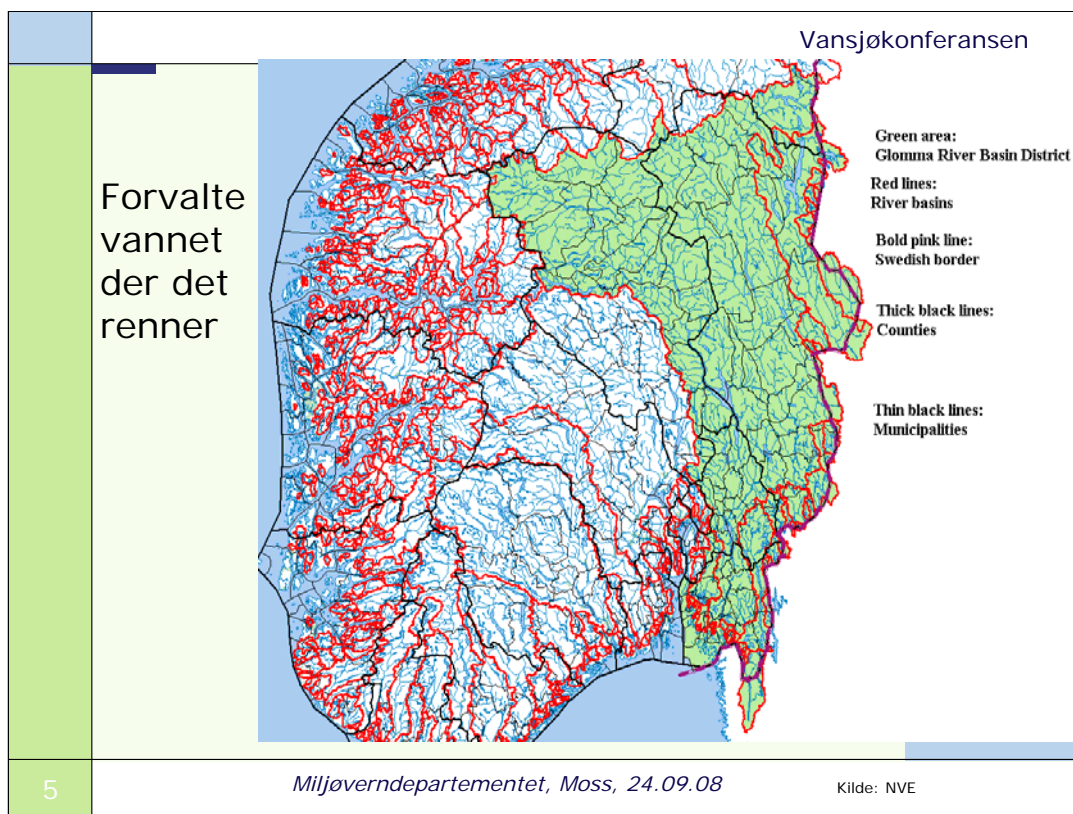 Vansjøkonferansen
Forvalte
vannet
der det
renner
Green area:
Glomma River Basin District
Red lines:
River basins
Bold pink line:
Swedish border
Thick black lines:
Counties
Thin black lines:
Municipalities
5
Miljøverndepartementet, Moss, 24.09.08
Kilde: NVE